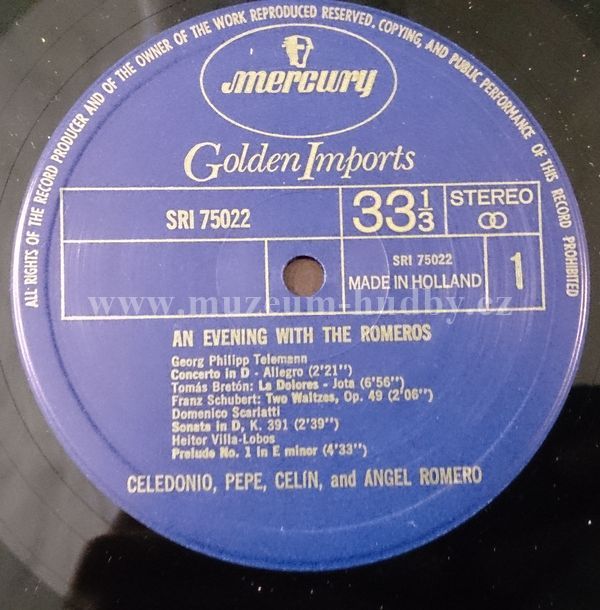 ALL RIGHTS OF THE RECORD PRODUCER AND OF THE OWNER OF THE WORK REPRODUCED RESERVED. COPYING, AND PUBLIC PERFORMANCE OF THIS RECORD PROHIBITED
mercury
Golden Imports
SRI 75022
33 1/3
STEREO
SRI 75022
MADE IN HOLLAND
1
www.muzeum-hudby.cz
AN EVENING WITH THE ROMEROS
Georg Philipp Telemann
Concerto in D - Allegro (2'21'')
Tomás Bretón: La Dolores - Jota (6'56'')
Franz Schubert: Two Waltzes, Op. 49 (2'06'')
Domenico Scarlatti
Sonata in D, K. 391 (2'39'')
Heitor Villa-Lobos
Prelude No. 1 in E minor (4'33'')
CELEDONIO, PEPE, CELÍN, and ÁNGEL ROMERO